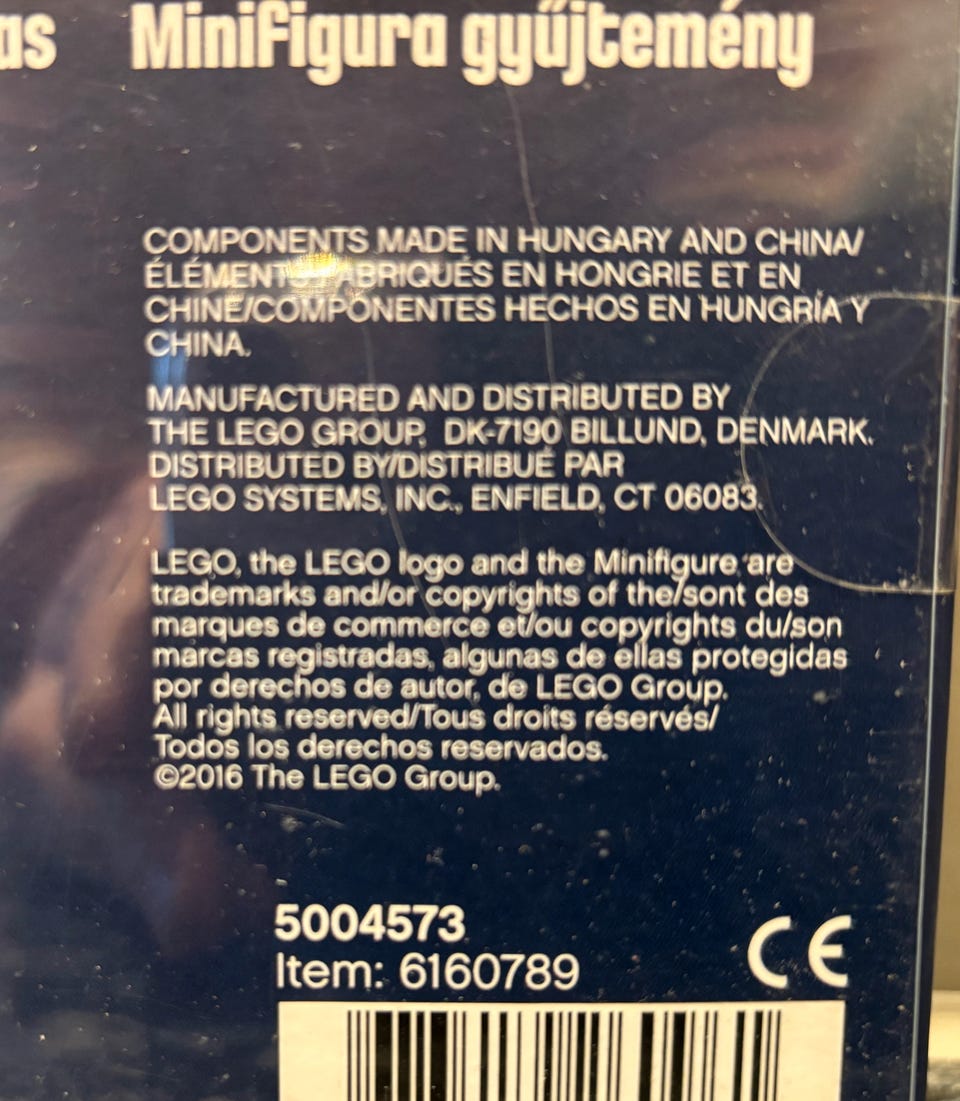 as Minifigura gyűjtemény
COMPONENTS MADE IN HUNGARY AND CHINA/
ÉLÉMENTS FABRIQUÉS EN HONGRIE ET EN
CHINE/COMPONENTES HECHOS EN HUNGRÍA Y
CHINA.
MANUFACTURED AND DISTRIBUTED BY
THE LEGO GROUP, DK-7190 BILLUND, DENMARK.
DISTRIBUTED BY/DISTRIBUÉ PAR
LEGO SYSTEMS, INC., ENFIELD, CT 06083.
LEGO, the LEGO logo and the Minifigure are
trademarks and/or copyrights of the/sont des
marques de commerce et/ou copyrights du/son
marcas registradas, algunas de ellas protegidas
por derechos de autor, de LEGO Group.
All rights reserved/Tous droits réservés/
Todos los derechos reservados.
©2016 The LEGO Group.
5004573
Item: 6160789
CE